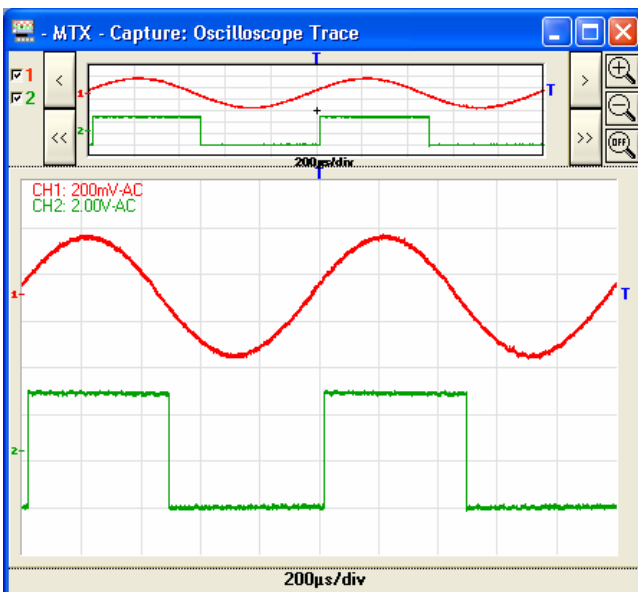 - MTX - Capture: Oscilloscope Trace
T
1
2
<
<<
1
2
T
>
>>
OFF
200µs/div
T
CH1: 200mV-AC
CH2: 2.00V-AC
1
T
2
200µs/div